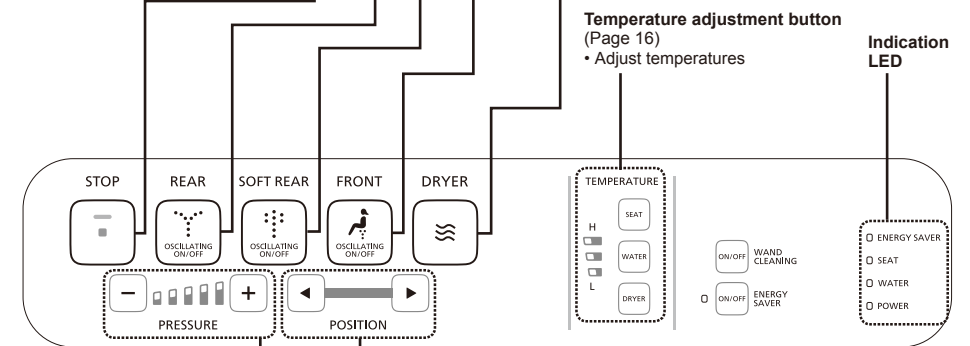 Temperature adjustment button
(Page 16)
• Adjust temperatures
Indication
LED
STOP
REAR
SOFT REAR
FRONT
DRYER
TEMPERATURE
OSCILLATING
ON/OFF
OSCILLATING
ON/OFF
OSCILLATING
ON/OFF
SEAT
H
WATER
L
DRYER
ON/OFF
WAND
CLEANING
ON/OFF
ENERGY
SAVER
ENERGY SAVER
SEAT
WATER
POWER
PRESSURE
POSITION